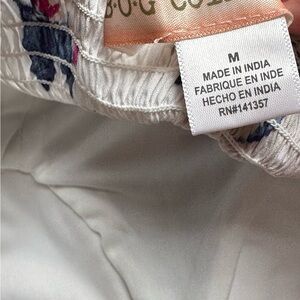 B.O.G
M
MADE IN INDIA
FABRIQUE EN INDE
HECHO EN INDIA
RN#141357